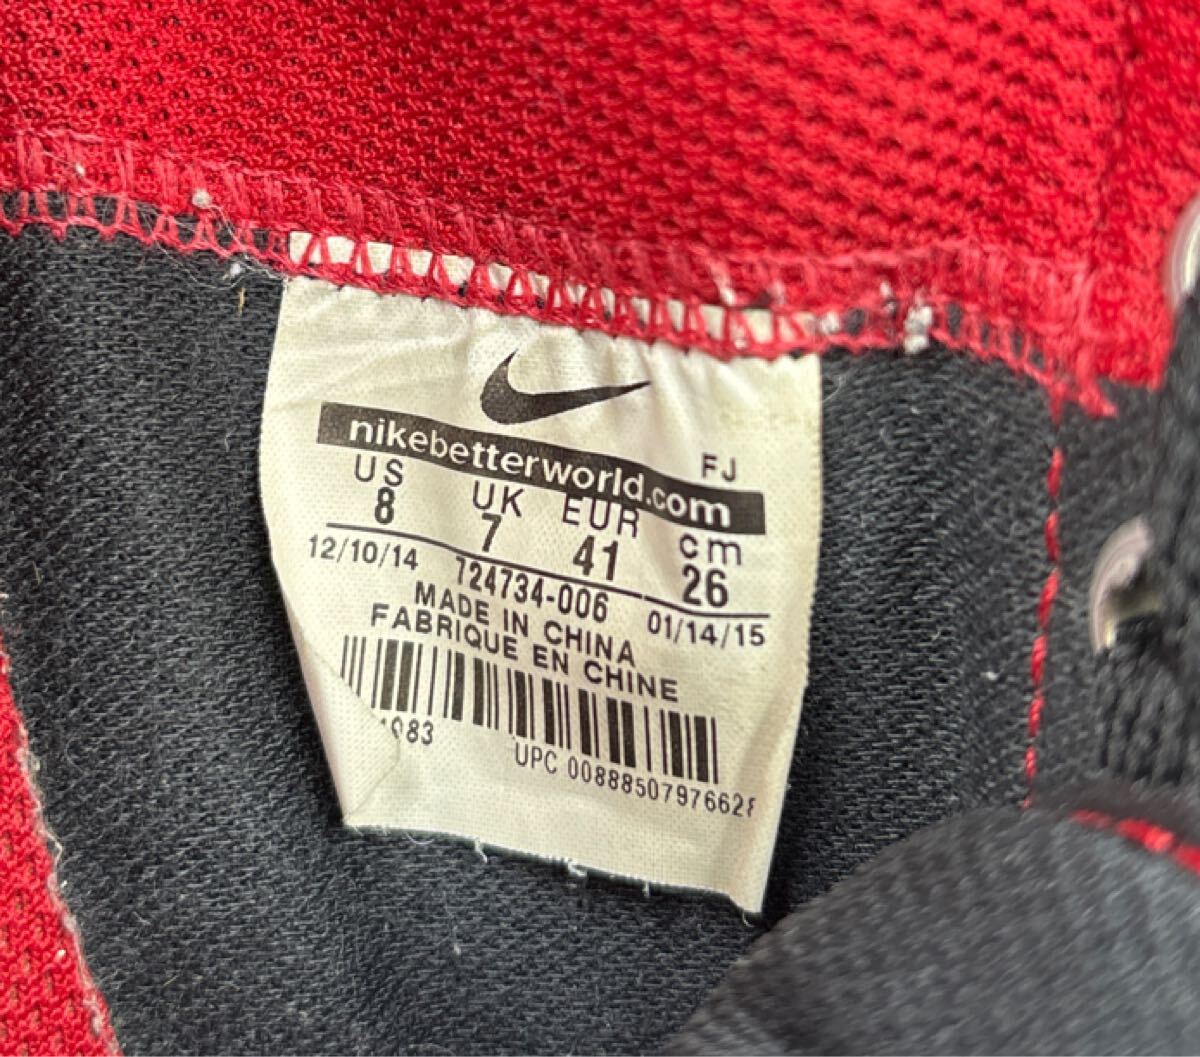 nikebetterworld.com
FJ
US UK EUR cm
8 7 41 26
12/10/14 724734-006 01/14/15
MADE IN CHINA
FABRIQUE EN CHINE
UPC 00888507976628